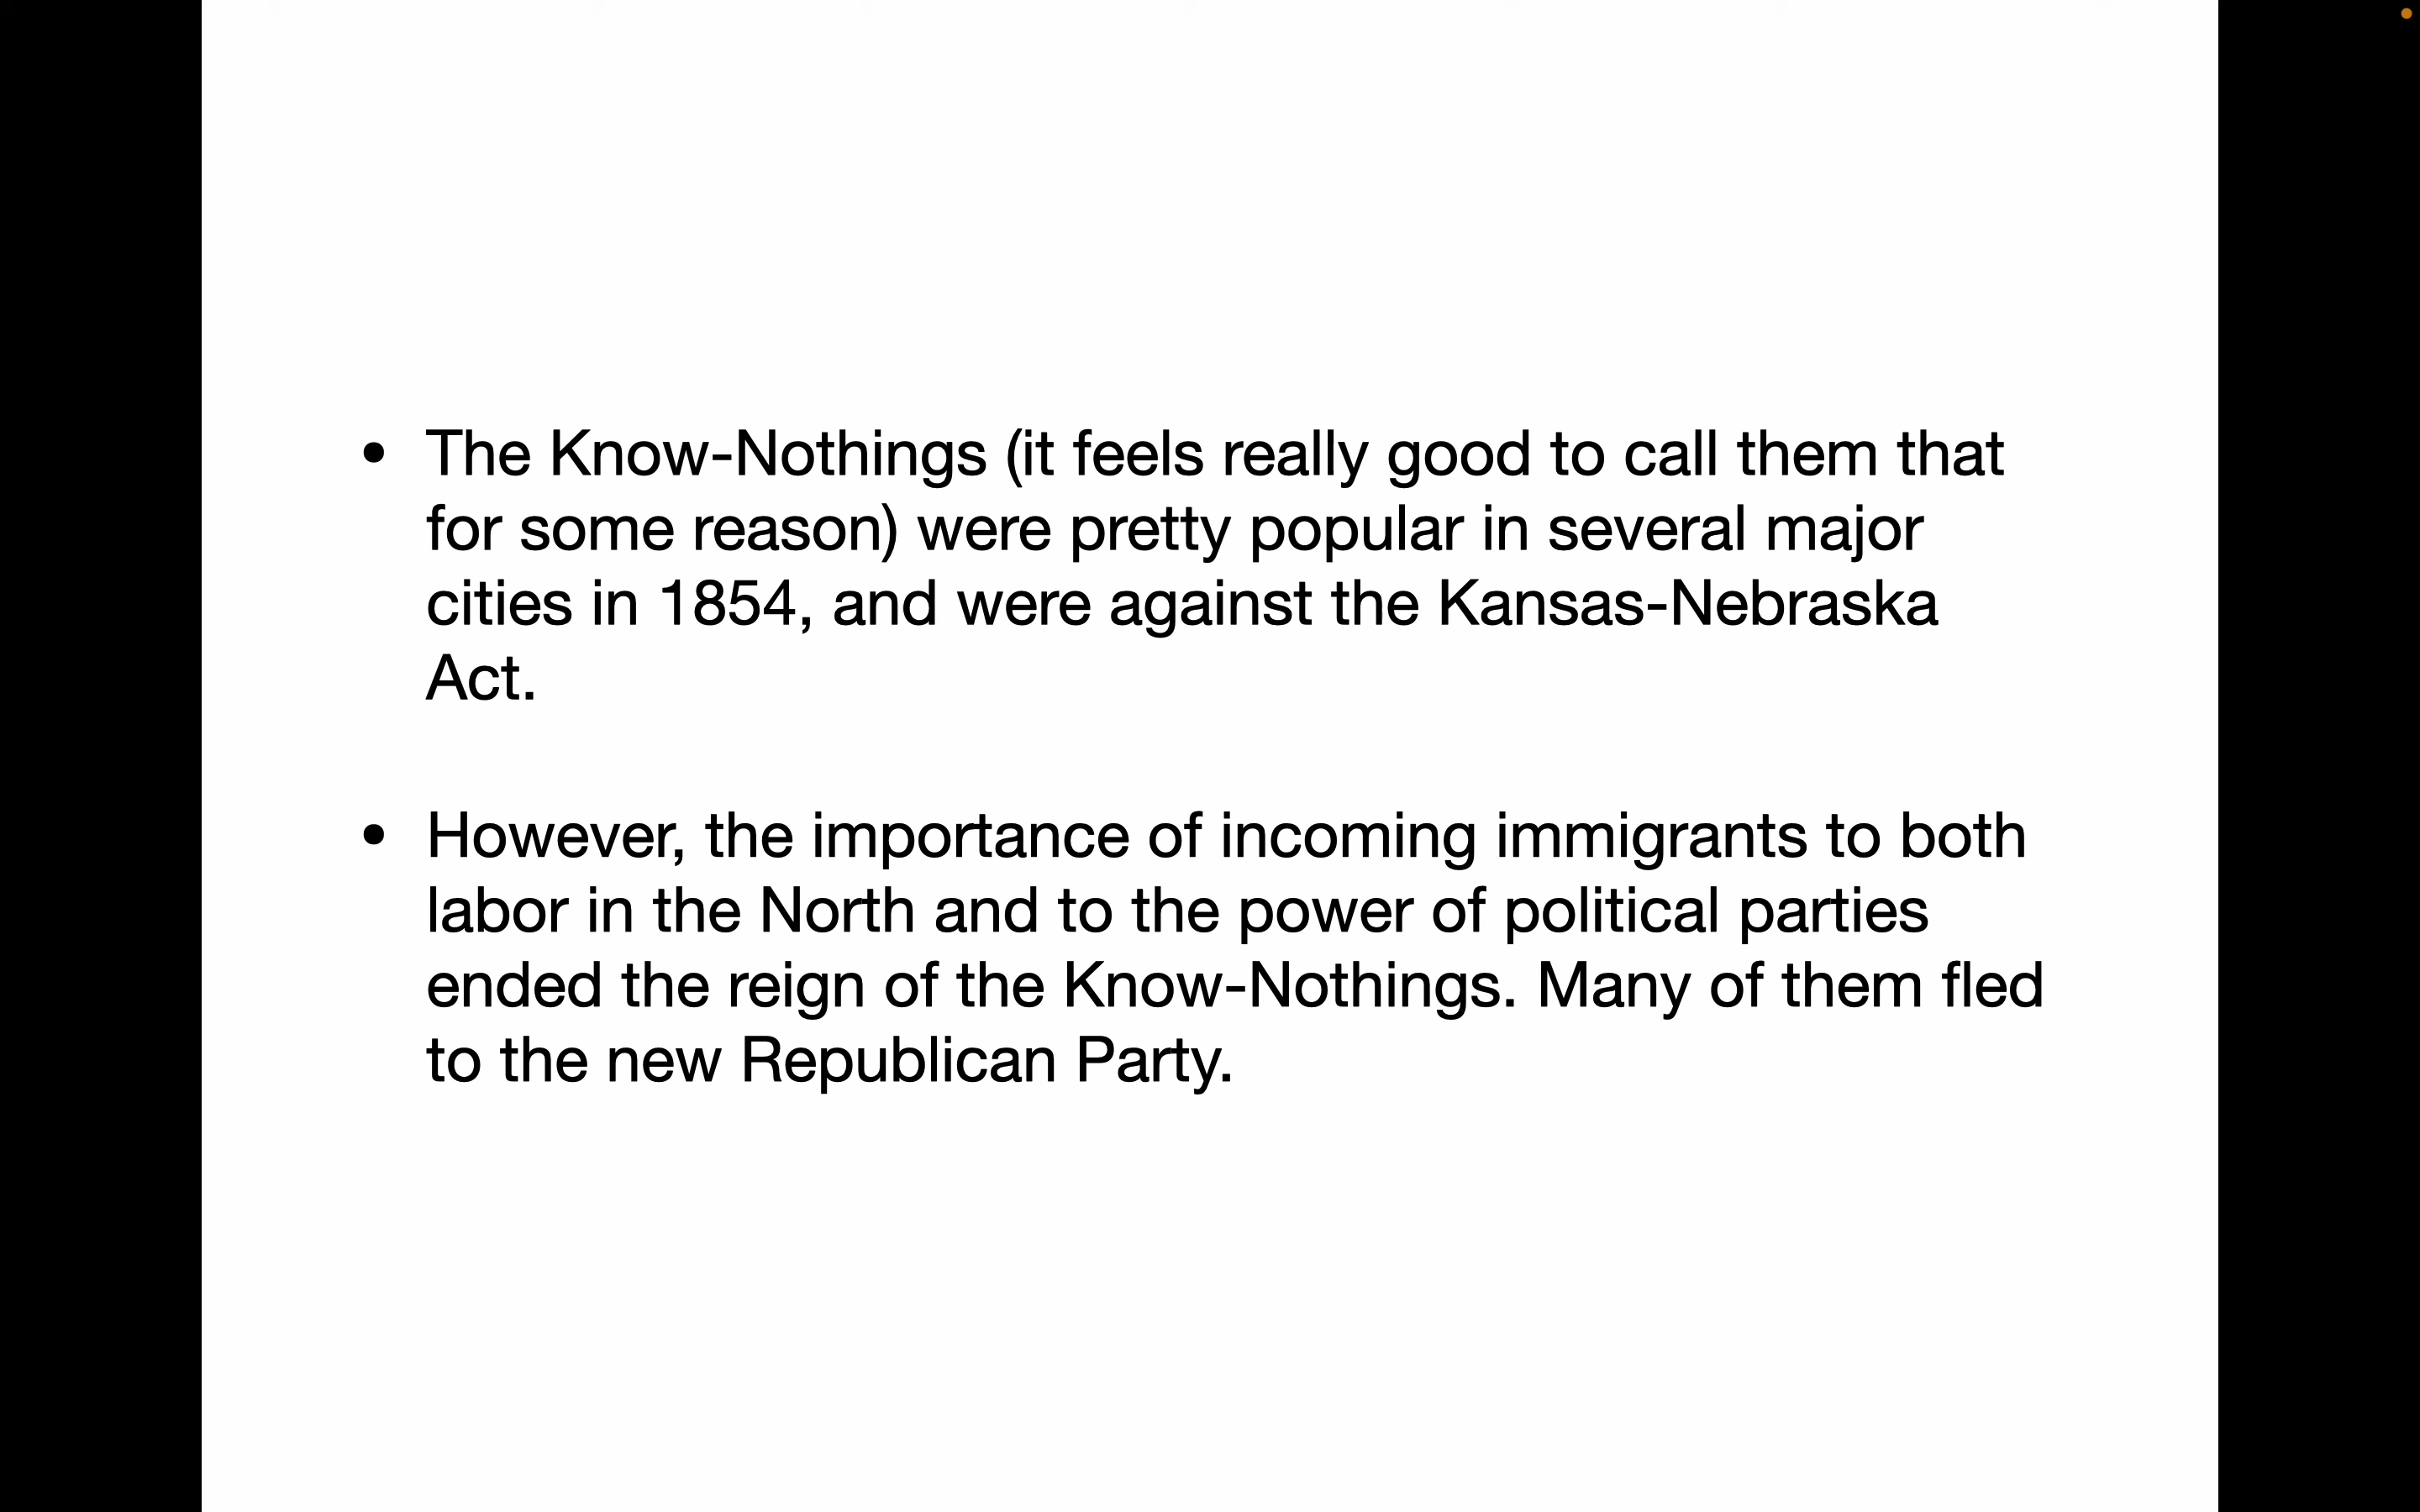 • The Know-Nothings (it feels really good to call them that
for some reason) were pretty popular in several major
cities in 1854, and were against the Kansas-Nebraska
Act.
• However, the importance of incoming immigrants to both
labor in the North and to the power of political parties
ended the reign of the Know-Nothings. Many of them fled
to the new Republican Party.